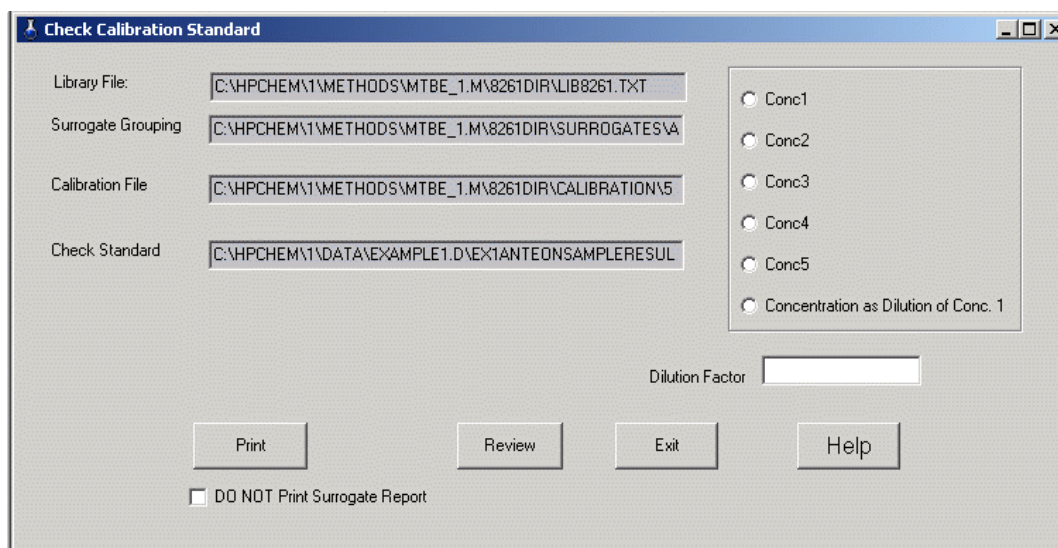 Check Calibration Standard
Library File:
C:\HPCHEM\1\METHODS\MTBE_1.M\8261DIR\LIB8261.TXT
Surrogate Grouping
C:\HPCHEM\1\METHODS\MTBE_1.M\8261DIR\SURROGATES\A
Calibration File
C:\HPCHEM\1\METHODS\MTBE_1.M\8261DIR\CALIBRATION\5
Check Standard
C:\HPCHEM\1\DATA\EXAMPLE1.D\EX1ANTEONSAMPLERESUL
Conc1
Conc2
Conc3
Conc4
Conc5
Concentration as Dilution of Conc. 1
Dilution Factor
Print
Review
Exit
Help
DO NOT Print Surrogate Report